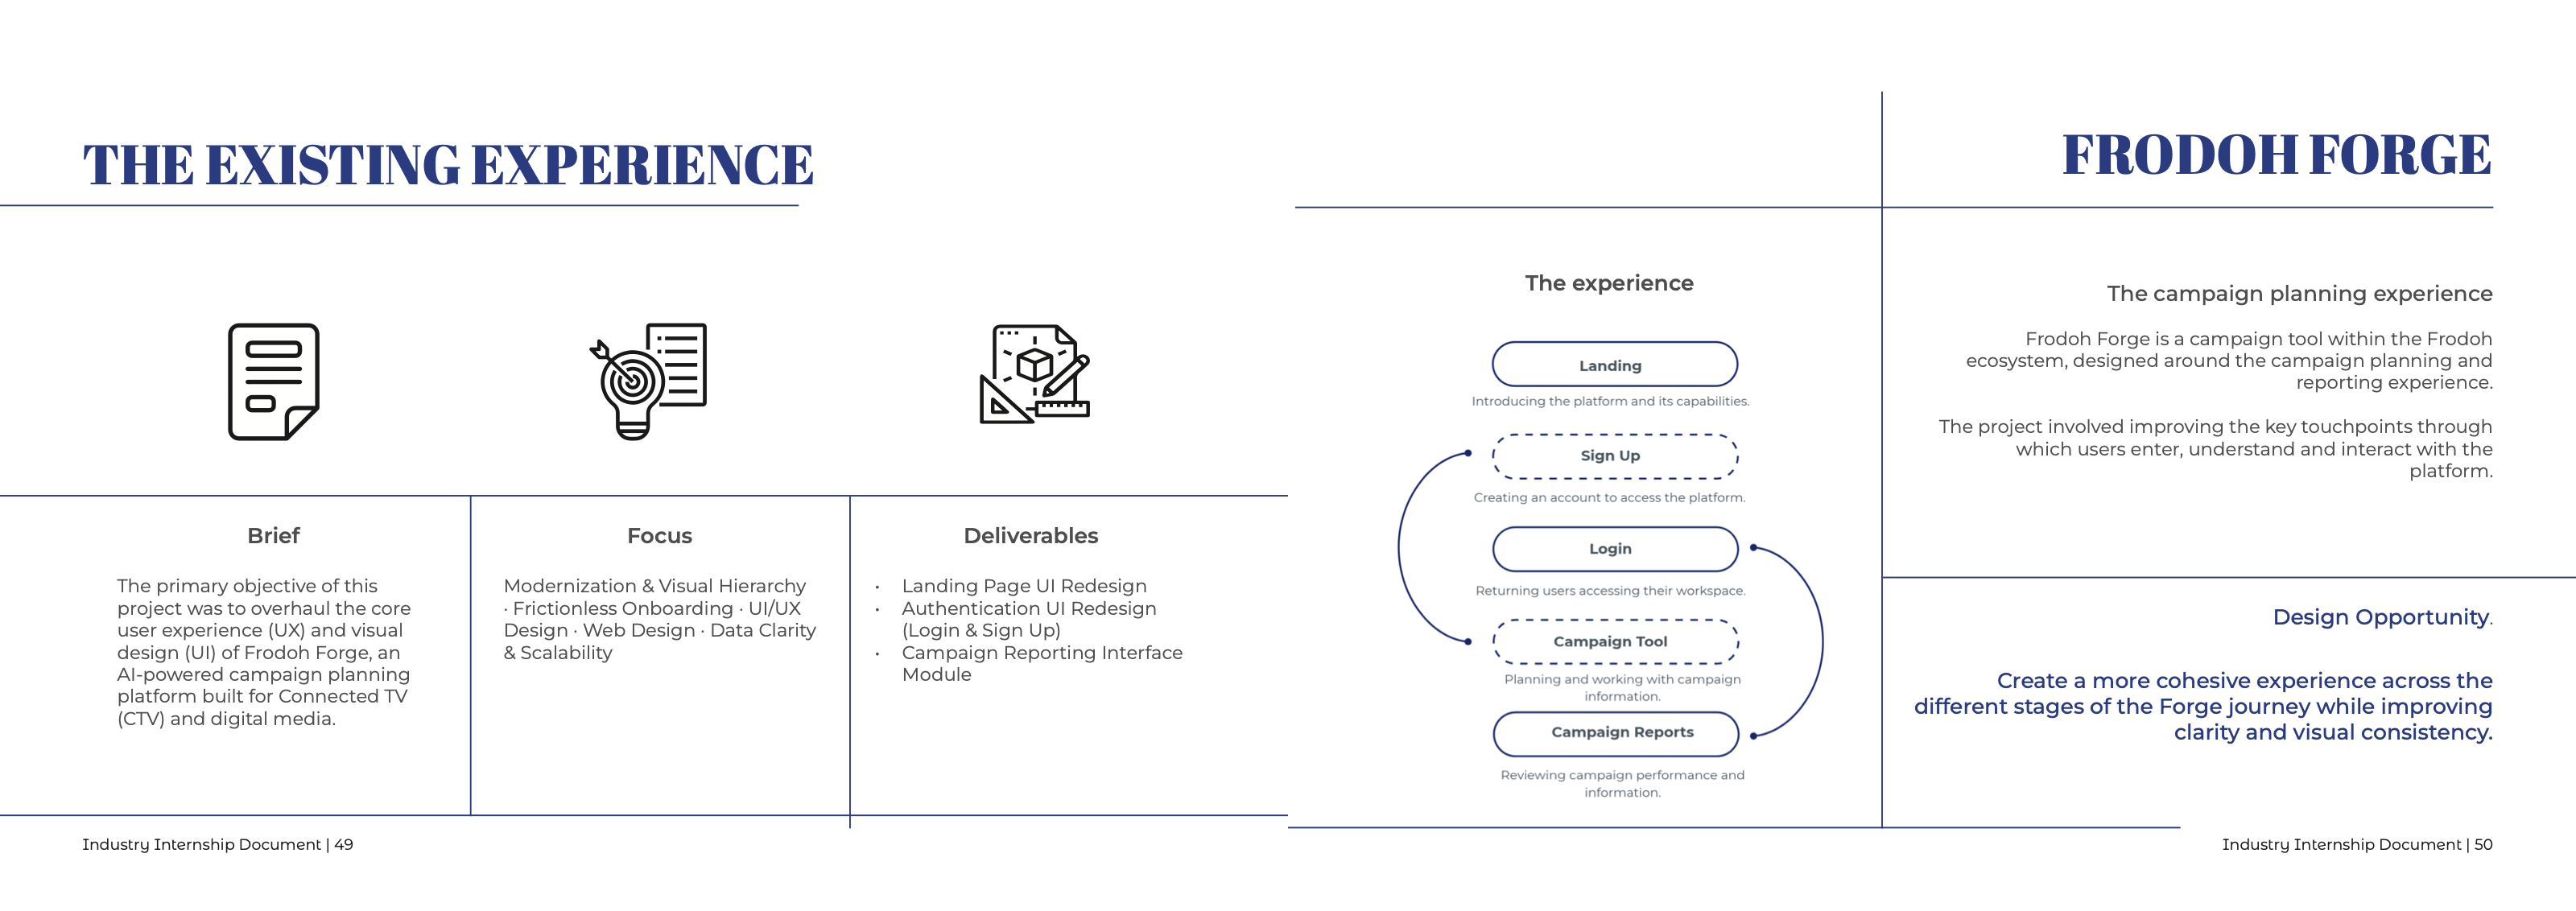 THE EXISTING EXPERIENCE
Brief
The primary objective of this
project was to overhaul the core
user experience (UX) and visual
design (UI) of Frodoh Forge, an
AI-powered campaign planning
platform built for Connected TV
(CTV) and digital media.
Focus
Modernization & Visual Hierarchy
· Frictionless Onboarding · UI/UX
Design · Web Design · Data Clarity
& Scalability
Deliverables
• Landing Page UI Redesign
• Authentication UI Redesign
(Login & Sign Up)
• Campaign Reporting Interface
Module
Industry Internship Document | 49
FRODOH FORGE
The experience
Landing
Introducing the platform and its capabilities.
Sign Up
Creating an account to access the platform.
Login
Returning users accessing their workspace.
Campaign Tool
Planning and working with campaign
information.
Campaign Reports
Reviewing campaign performance and
information.
The campaign planning experience
Frodoh Forge is a campaign tool within the Frodoh
ecosystem, designed around the campaign planning and
reporting experience.
The project involved improving the key touchpoints through
which users enter, understand and interact with the
platform.
Design Opportunity.
Create a more cohesive experience across the
different stages of the Forge journey while improving
clarity and visual consistency.
Industry Internship Document | 50